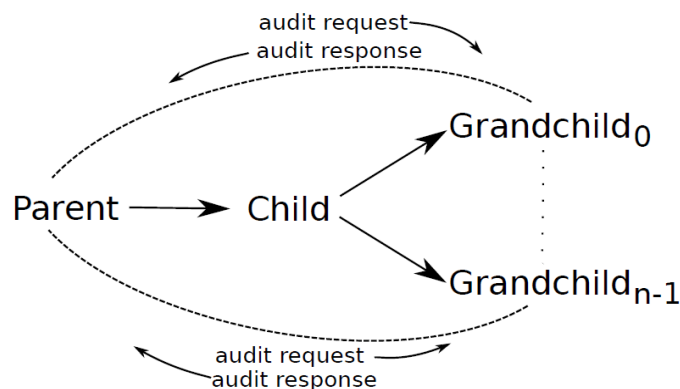 audit request
audit response
Grandchild0
Parent
Child
Grandchildn-1
audit request
audit response